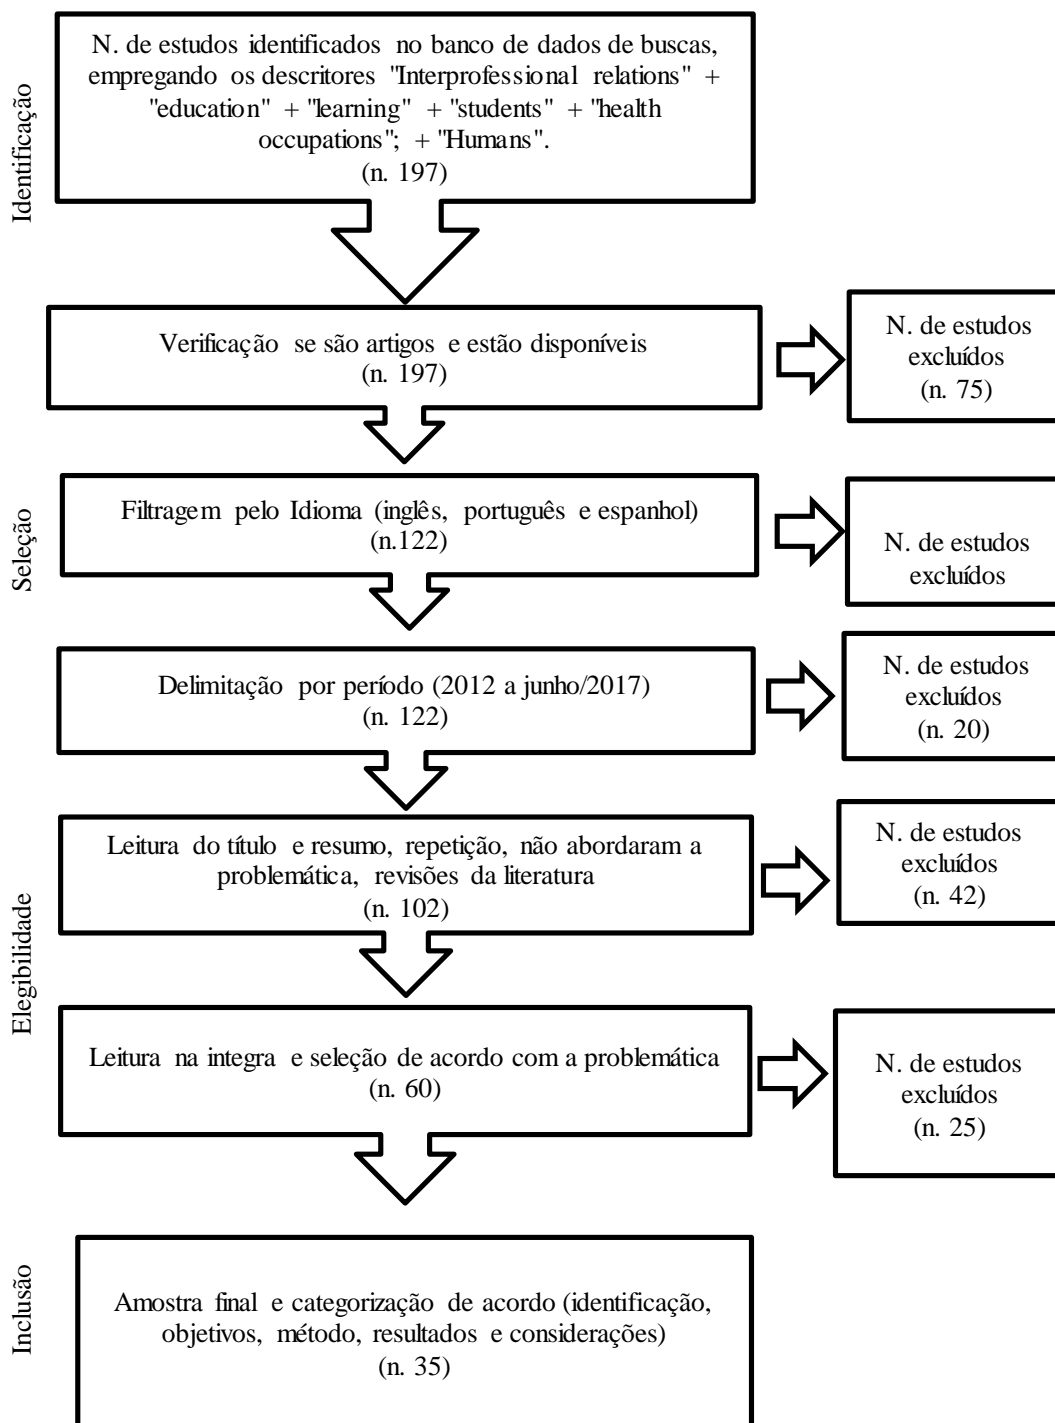 Identificação
N. de estudos identificados no banco de dados de buscas,
empregando os descritores "Interprofessional relations" +
"education" + "learning" + "students" + "health
occupations"; + "Humans".
(n. 197)
Verificação se são artigos e estão disponíveis
(n. 197)
N. de estudos
excluídos
(n. 75)
Seleção
Filtragem pelo Idioma (inglês, português e espanhol)
(n.122)
N. de estudos
excluídos
Delimitação por período (2012 a junho/2017)
(n. 122)
N. de estudos
excluídos
(n. 20)
Elegibilidade
Leitura do título e resumo, repetição, não abordaram a
problemática, revisões da literatura
(n. 102)
N. de estudos
excluídos
(n. 42)
Leitura na integra e seleção de acordo com a problemática
(n. 60)
N. de estudos
excluídos
(n. 25)
Inclusão
Amostra final e categorização de acordo (identificação,
objetivos, método, resultados e considerações)
(n. 35)